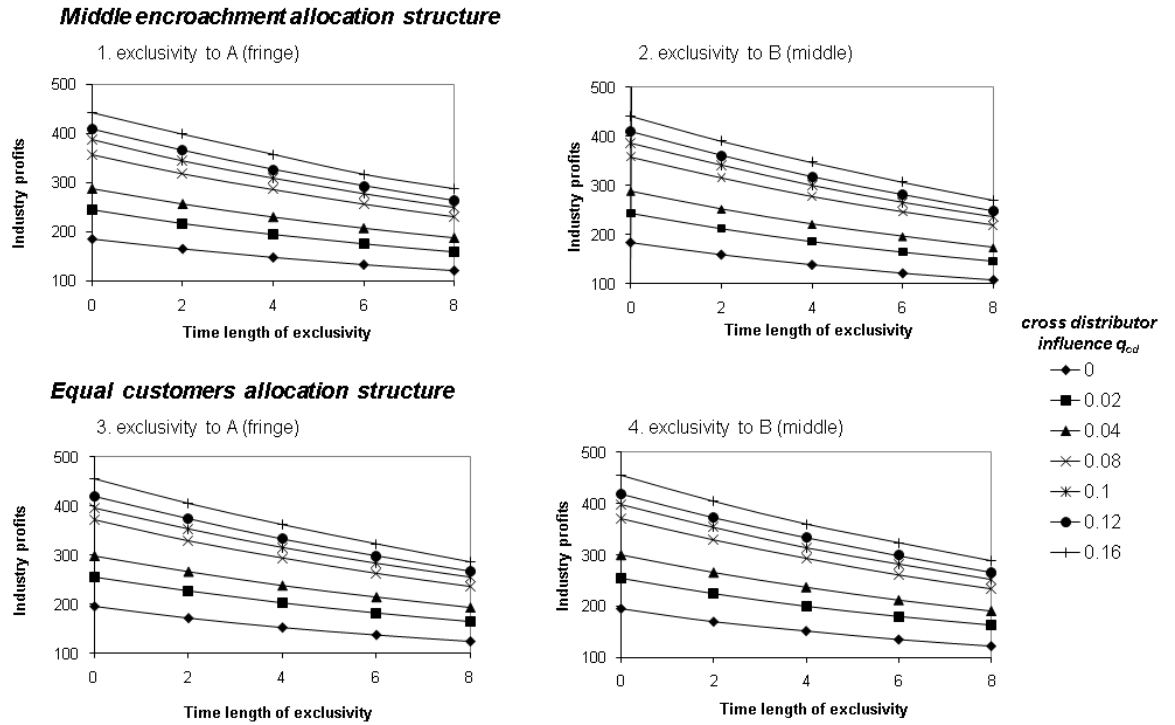 Middle encroachment allocation structure
1. exclusivity to A (fringe)
500
400
300
200
100
Industry profits
0 2 4 6 8
Time length of exclusivity
2. exclusivity to B (middle)
500
400
300
200
100
Industry profits
0 2 4 6 8
Time length of exclusivity
Equal customers allocation structure
3. exclusivity to A (fringe)
500
400
300
200
100
Industry profits
0 2 4 6 8
Time length of exclusivity
4. exclusivity to B (middle)
500
400
300
200
100
Industry profits
0 2 4 6 8
Time length of exclusivity
cross distributor
influence qcd
0
0.02
0.04
0.08
0.1
0.12
0.16